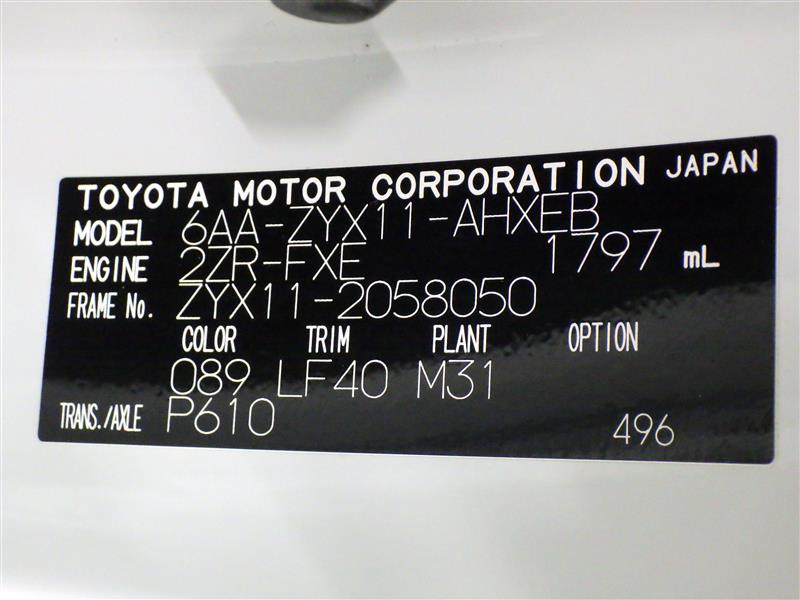 TOYOTA MOTOR CORPORATION JAPAN
MODEL 6AA-ZYX11-AHXEB
ENGINE 2ZR-FXE 1797 mL
FRAME No. ZYX11-2058050
COLOR TRIM PLANT OPTION
089 LF40 M31
TRANS./AXLE P610 496